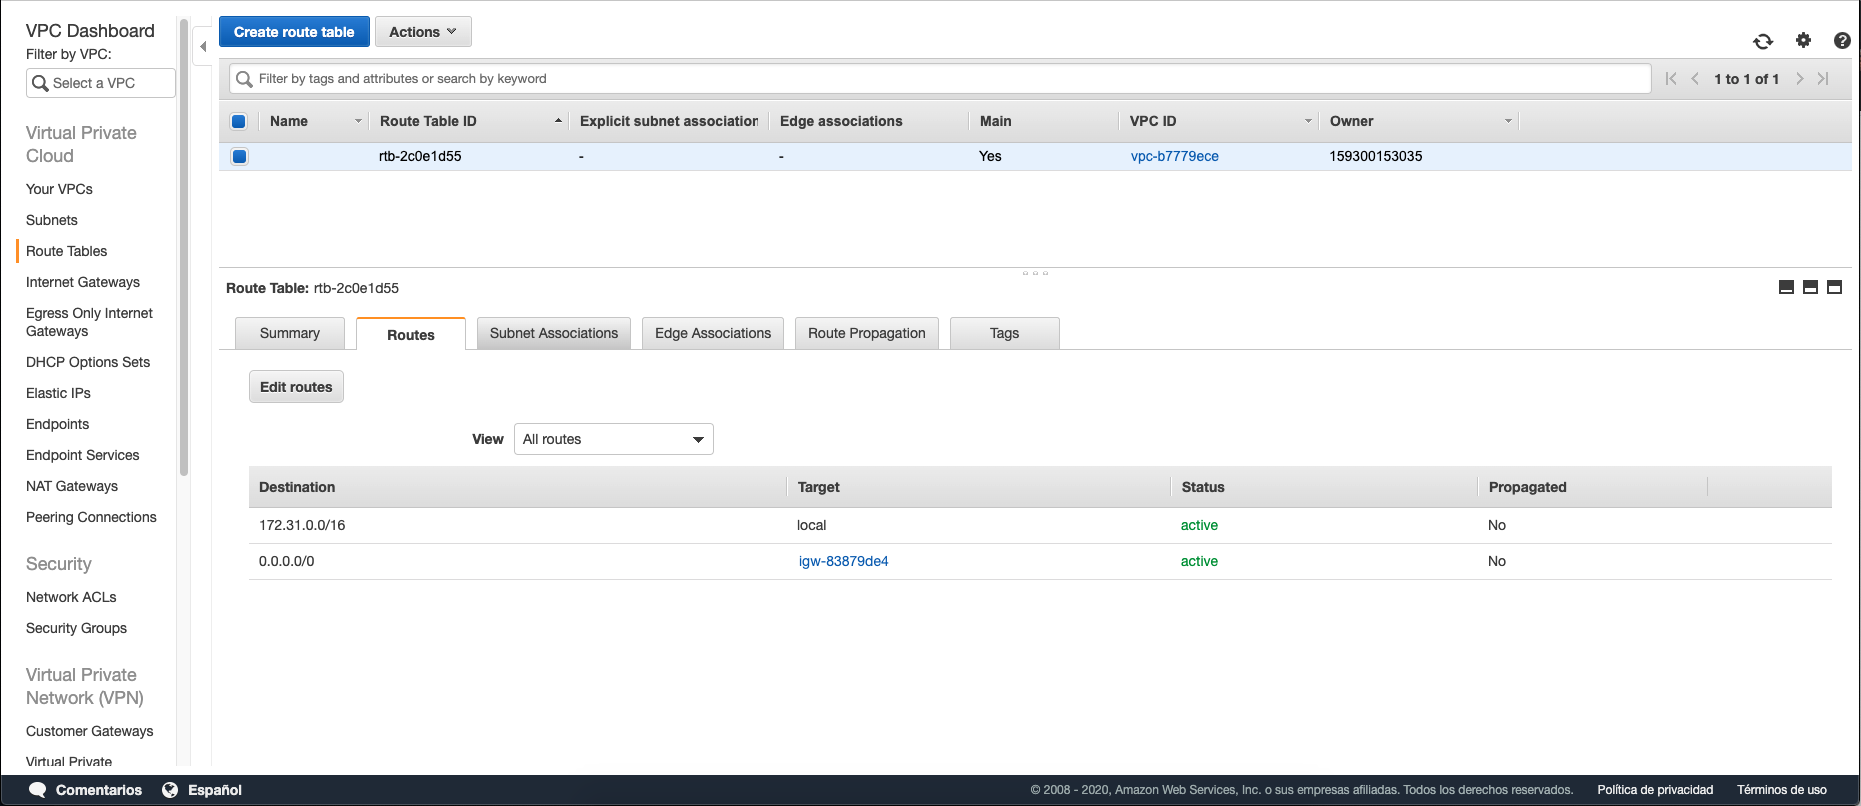 VPC Dashboard
Filter by VPC:
Select a VPC
Virtual Private
Cloud
Your VPCs
Subnets
Route Tables
Internet Gateways
Egress Only Internet
Gateways
DHCP Options Sets
Elastic IPs
Endpoints
Endpoint Services
NAT Gateways
Peering Connections
Security
Network ACLs
Security Groups
Virtual Private
Network (VPN)
Customer Gateways
Virtual Private
Create route table Actions
Filter by tags and attributes or search by keyword 1 to 1 of 1
Name Route Table ID Explicit subnet association Edge associations Main VPC ID Owner
rtb-2c0e1d55 - - Yes vpc-b7779ece 159300153035
Route Table: rtb-2c0e1d55
Summary Routes Subnet Associations Edge Associations Route Propagation Tags
Edit routes
View All routes
Destination Target Status Propagated
172.31.0.0/16 local active No
0.0.0.0/0 igw-83879de4 active No
Comentarios Español © 2008 - 2020, Amazon Web Services, Inc. o sus empresas afiliadas. Todos los derechos reservados. Política de privacidad Términos de uso